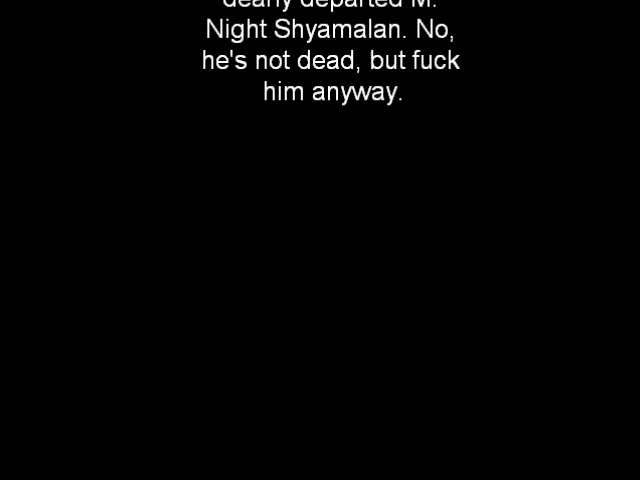 dearly departed M.
Night Shyamalan. No,
he's not dead, but fuck
him anyway.